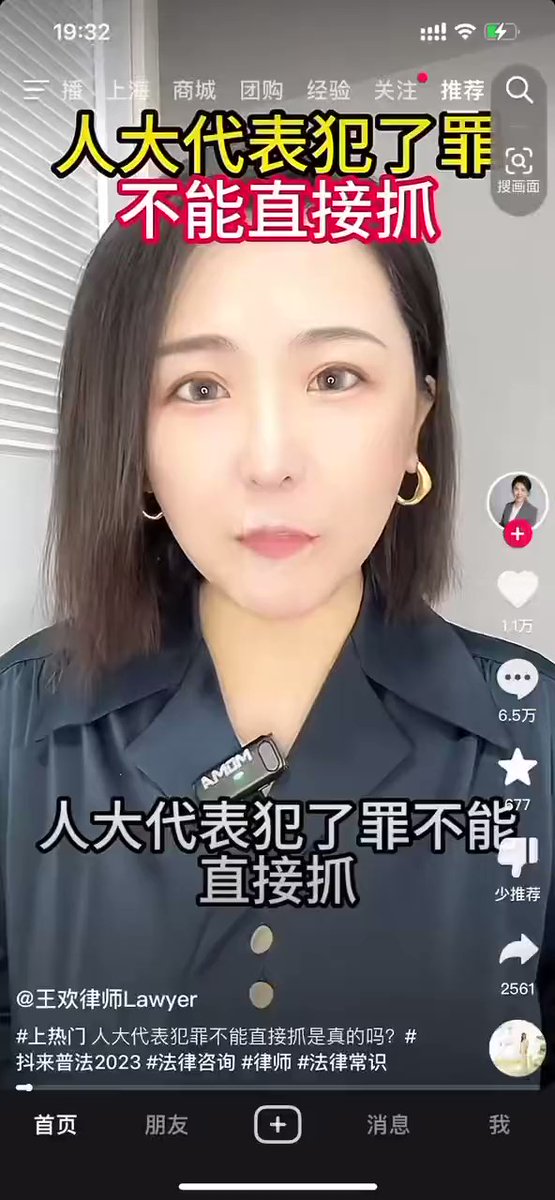 19:32
播 上海 商城 团购 经验 关注 推荐
搜画面
人大代表犯了罪
不能直接抓
1.1万
6.5万
AMOM
人大代表犯了罪不能
直接抓
677
少推荐
2561
@王欢律师Lawyer
#上热门 人大代表犯罪不能直接抓是真的吗？#
抖来普法2023 #法律咨询 #律师 #法律常识
首页 朋友 消息 我